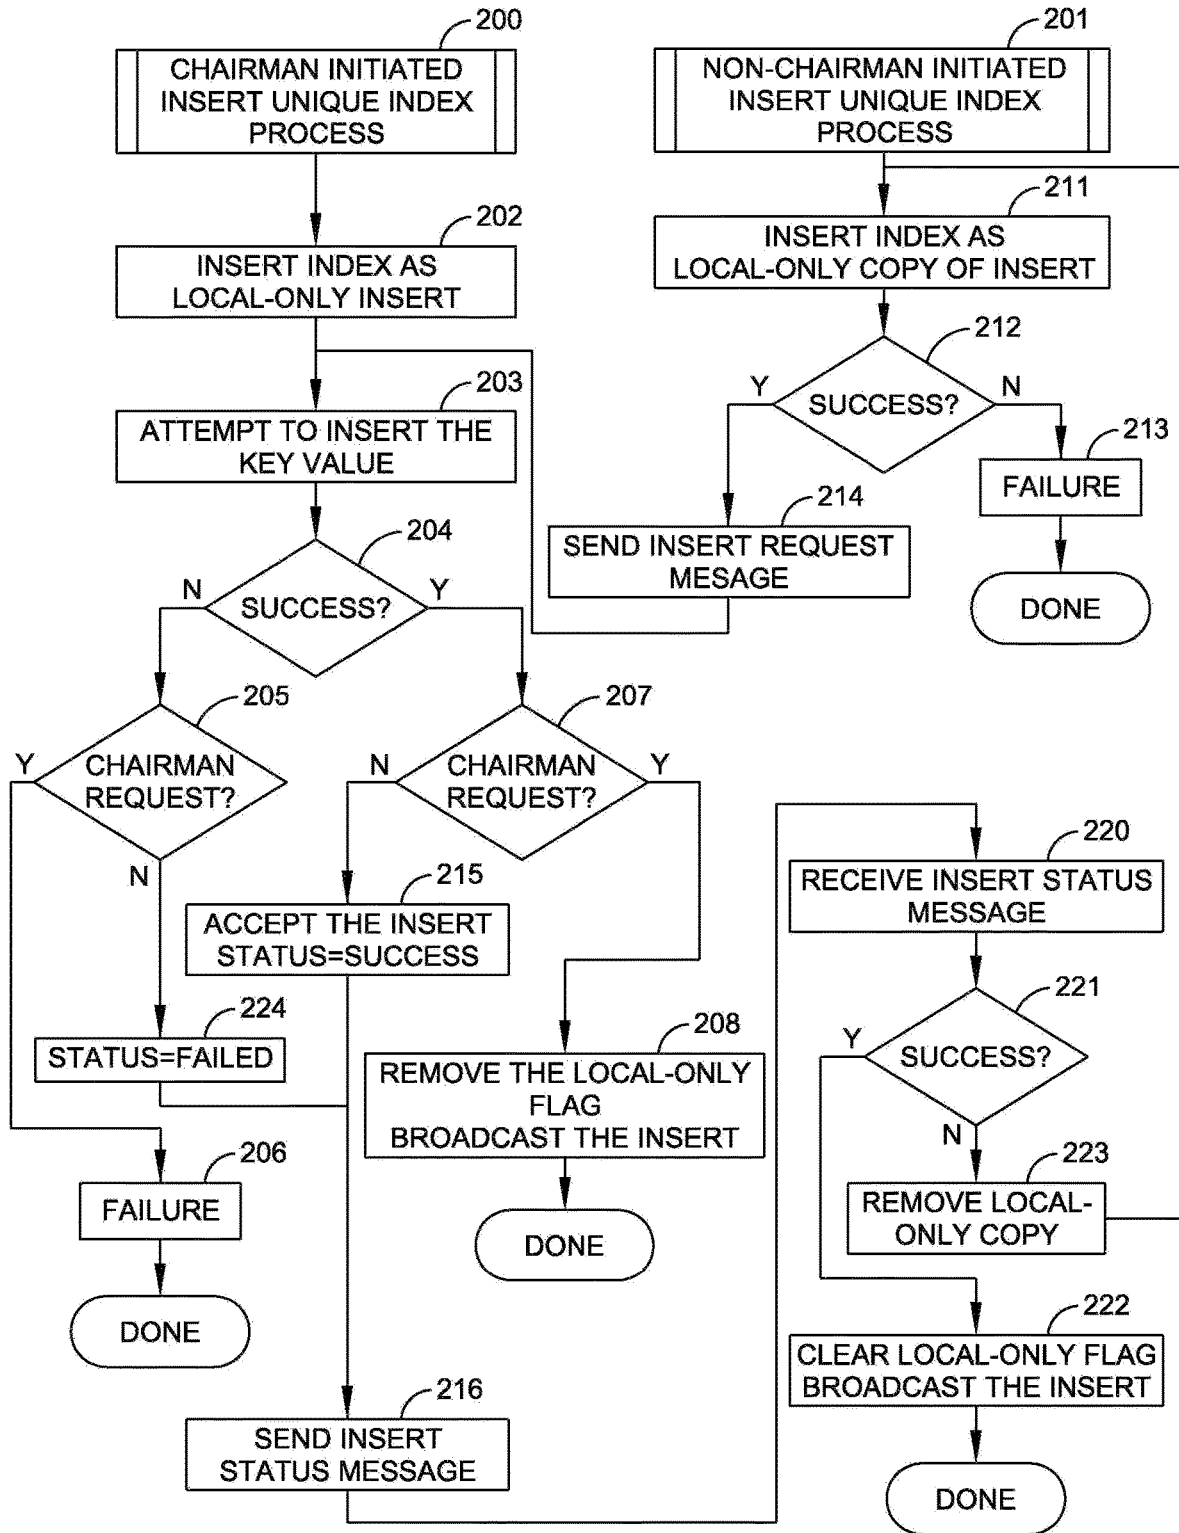 200
CHAIRMAN INITIATED
INSERT UNIQUE INDEX
PROCESS
201
NON-CHAIRMAN INITIATED
INSERT UNIQUE INDEX
PROCESS
202
INSERT INDEX AS
LOCAL-ONLY INSERT
211
INSERT INDEX AS
LOCAL-ONLY COPY OF INSERT
212
Y
SUCCESS?
N
203
ATTEMPT TO INSERT THE
KEY VALUE
213
FAILURE
214
SEND INSERT REQUEST
MESAGE
DONE
204
N
SUCCESS?
Y
205
Y
CHAIRMAN
REQUEST?
N
207
N
CHAIRMAN
REQUEST?
Y
215
ACCEPT THE INSERT
STATUS=SUCCESS
220
RECEIVE INSERT STATUS
MESSAGE
224
STATUS=FAILED
208
REMOVE THE LOCAL-ONLY
FLAG
BROADCAST THE INSERT
221
Y
SUCCESS?
N
206
FAILURE
DONE
DONE
223
REMOVE LOCAL-
ONLY COPY
222
CLEAR LOCAL-ONLY FLAG
BROADCAST THE INSERT
216
SEND INSERT
STATUS MESSAGE
DONE